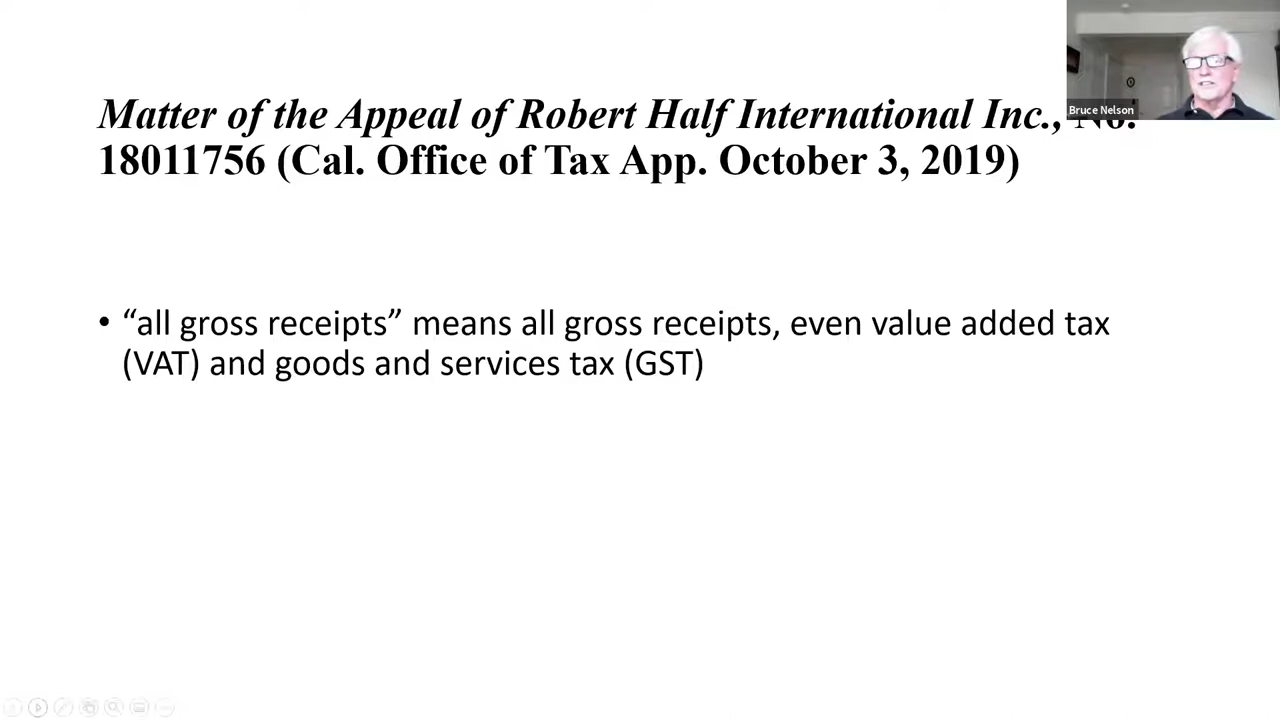 Matter of the Appeal of Robert Half International Inc., No.
18011756 (Cal. Office of Tax App. October 3, 2019)
Bruce Nelson
• “all gross receipts” means all gross receipts, even value added tax
(VAT) and goods and services tax (GST)